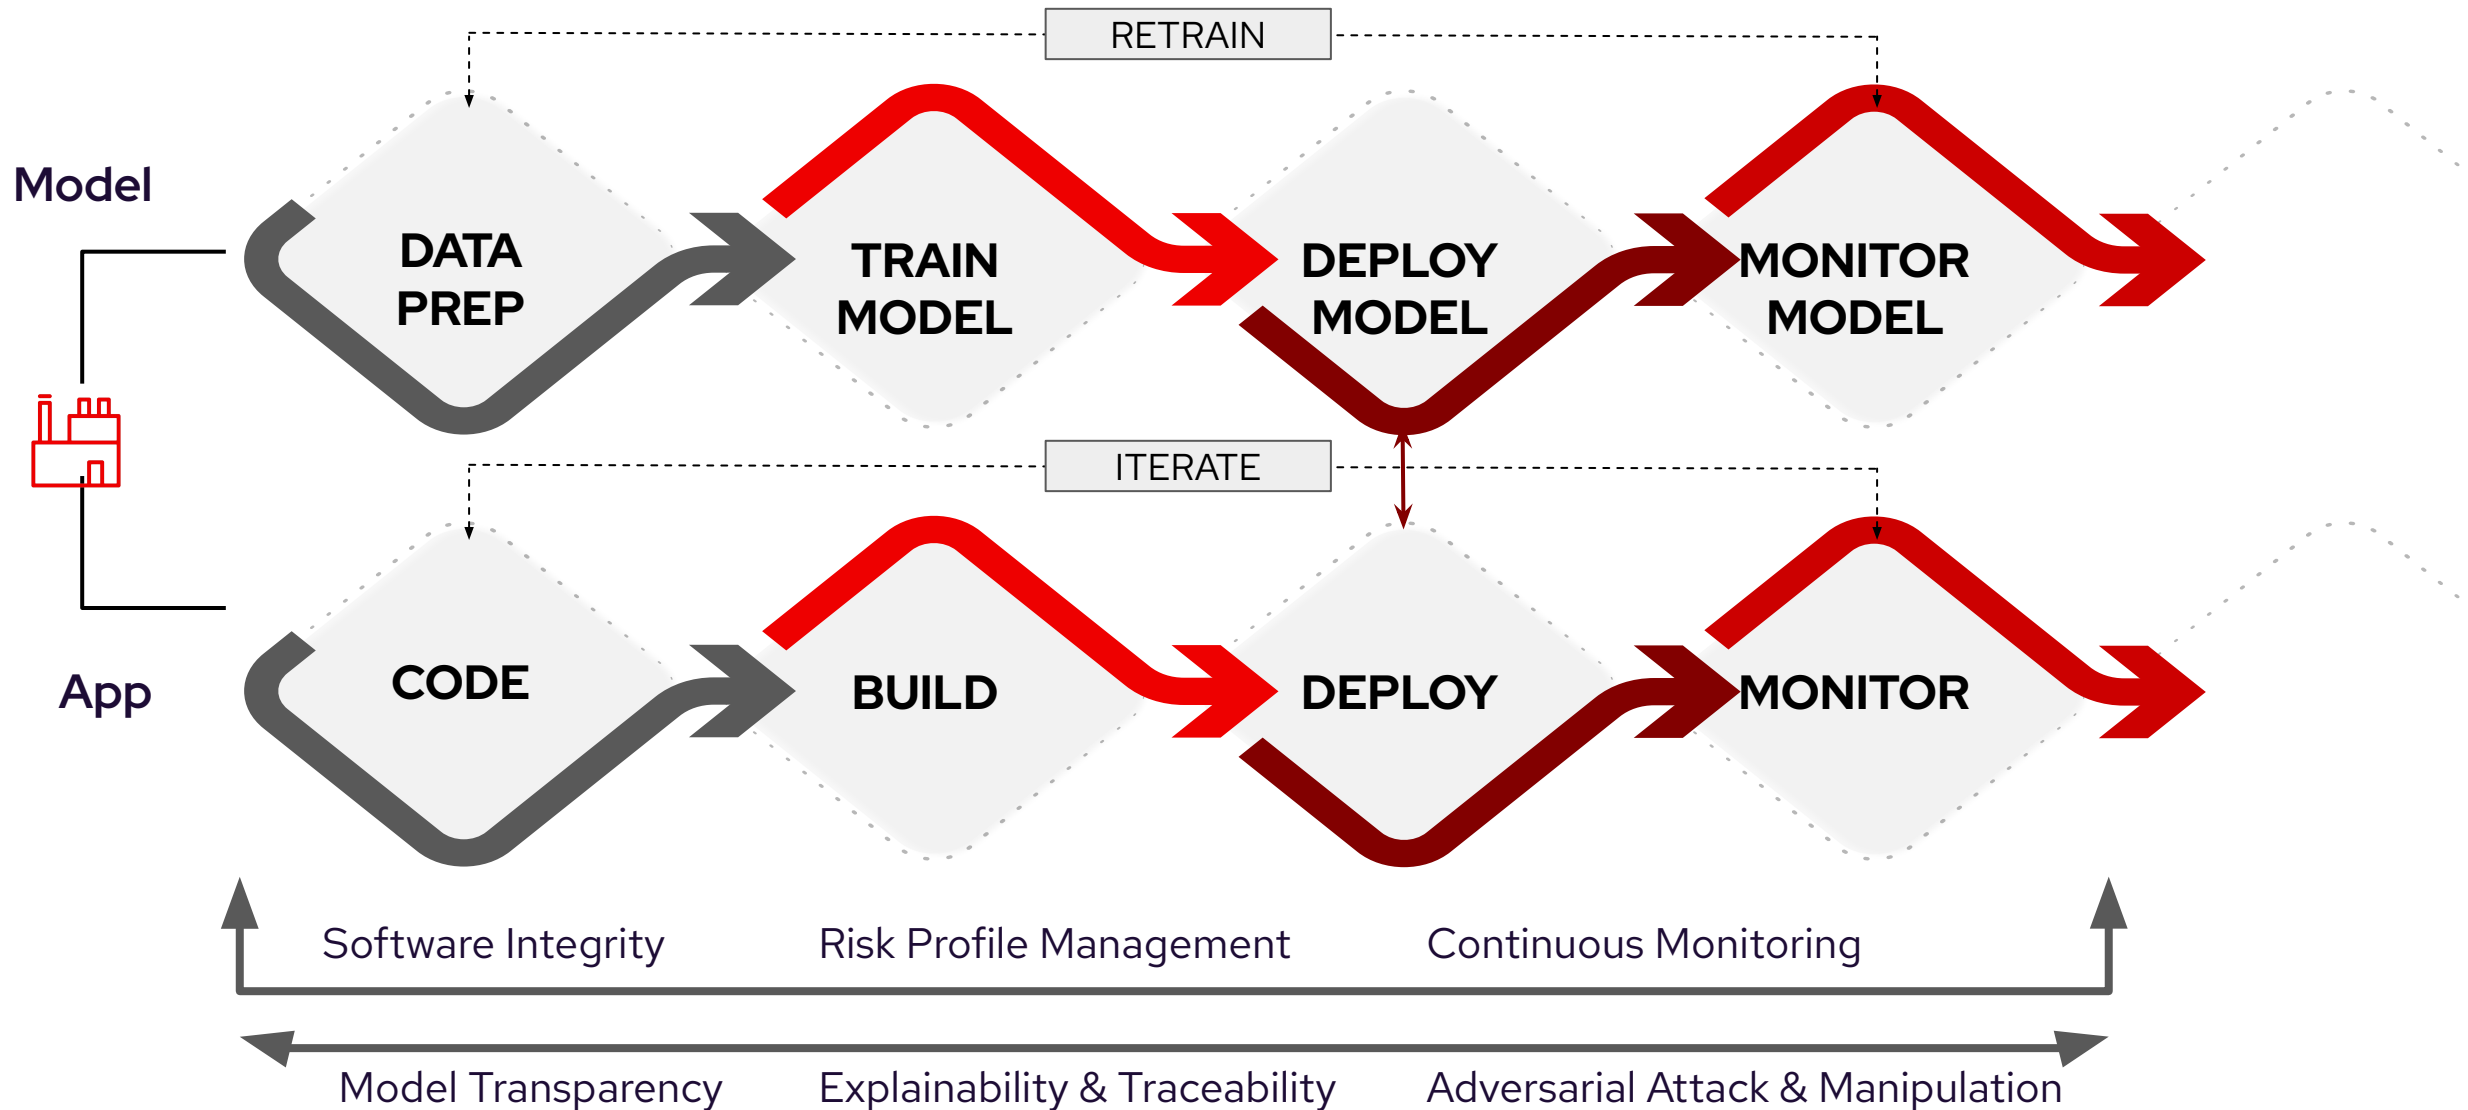 RETRAIN
Model
DATA
PREP
TRAIN
MODEL
DEPLOY
MODEL
MONITOR
MODEL
ITERATE
App
CODE
BUILD
DEPLOY
MONITOR
Software Integrity
Risk Profile Management
Continuous Monitoring
Model Transparency
Explainability & Traceability
Adversarial Attack & Manipulation